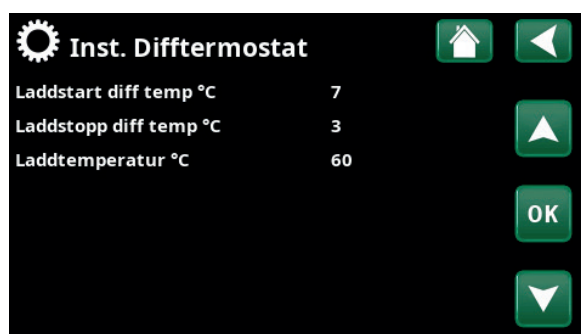 Inst. Difftermostat
Laddstart diff temp °C 7
Laddstopp diff temp °C 3
Laddtemperatur °C 60
OK